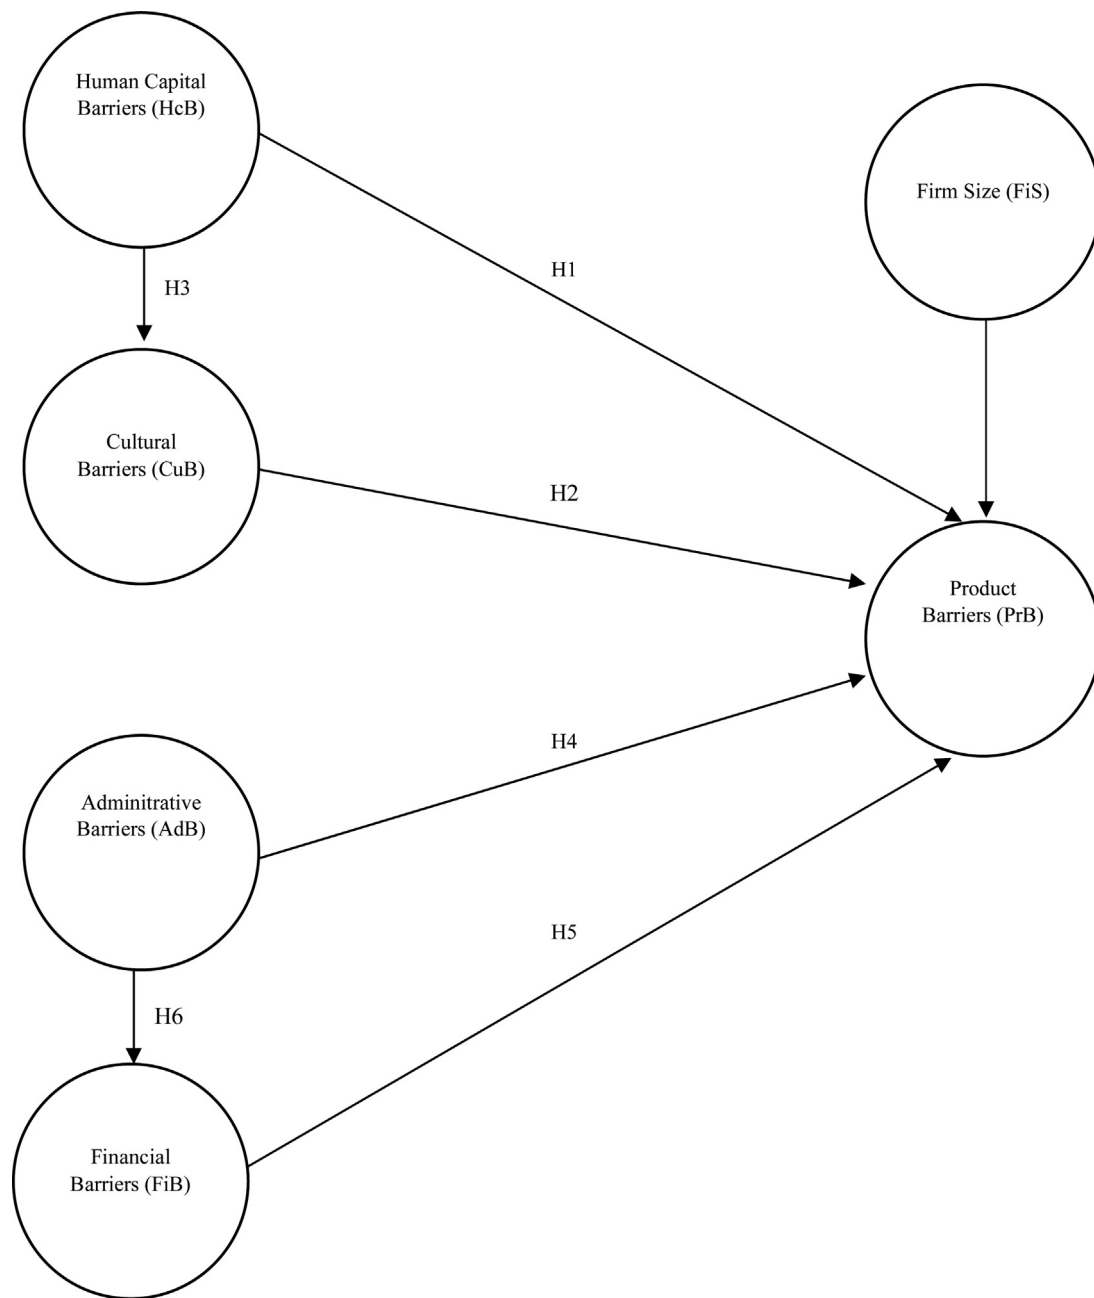 Human Capital
Barriers (HcB)
Firm Size (FiS)
H1
H3
Cultural
Barriers (CuB)
H2
Product
Barriers (PrB)
H4
Adminitrative
Barriers (AdB)
H5
H6
Financial
Barriers (FiB)